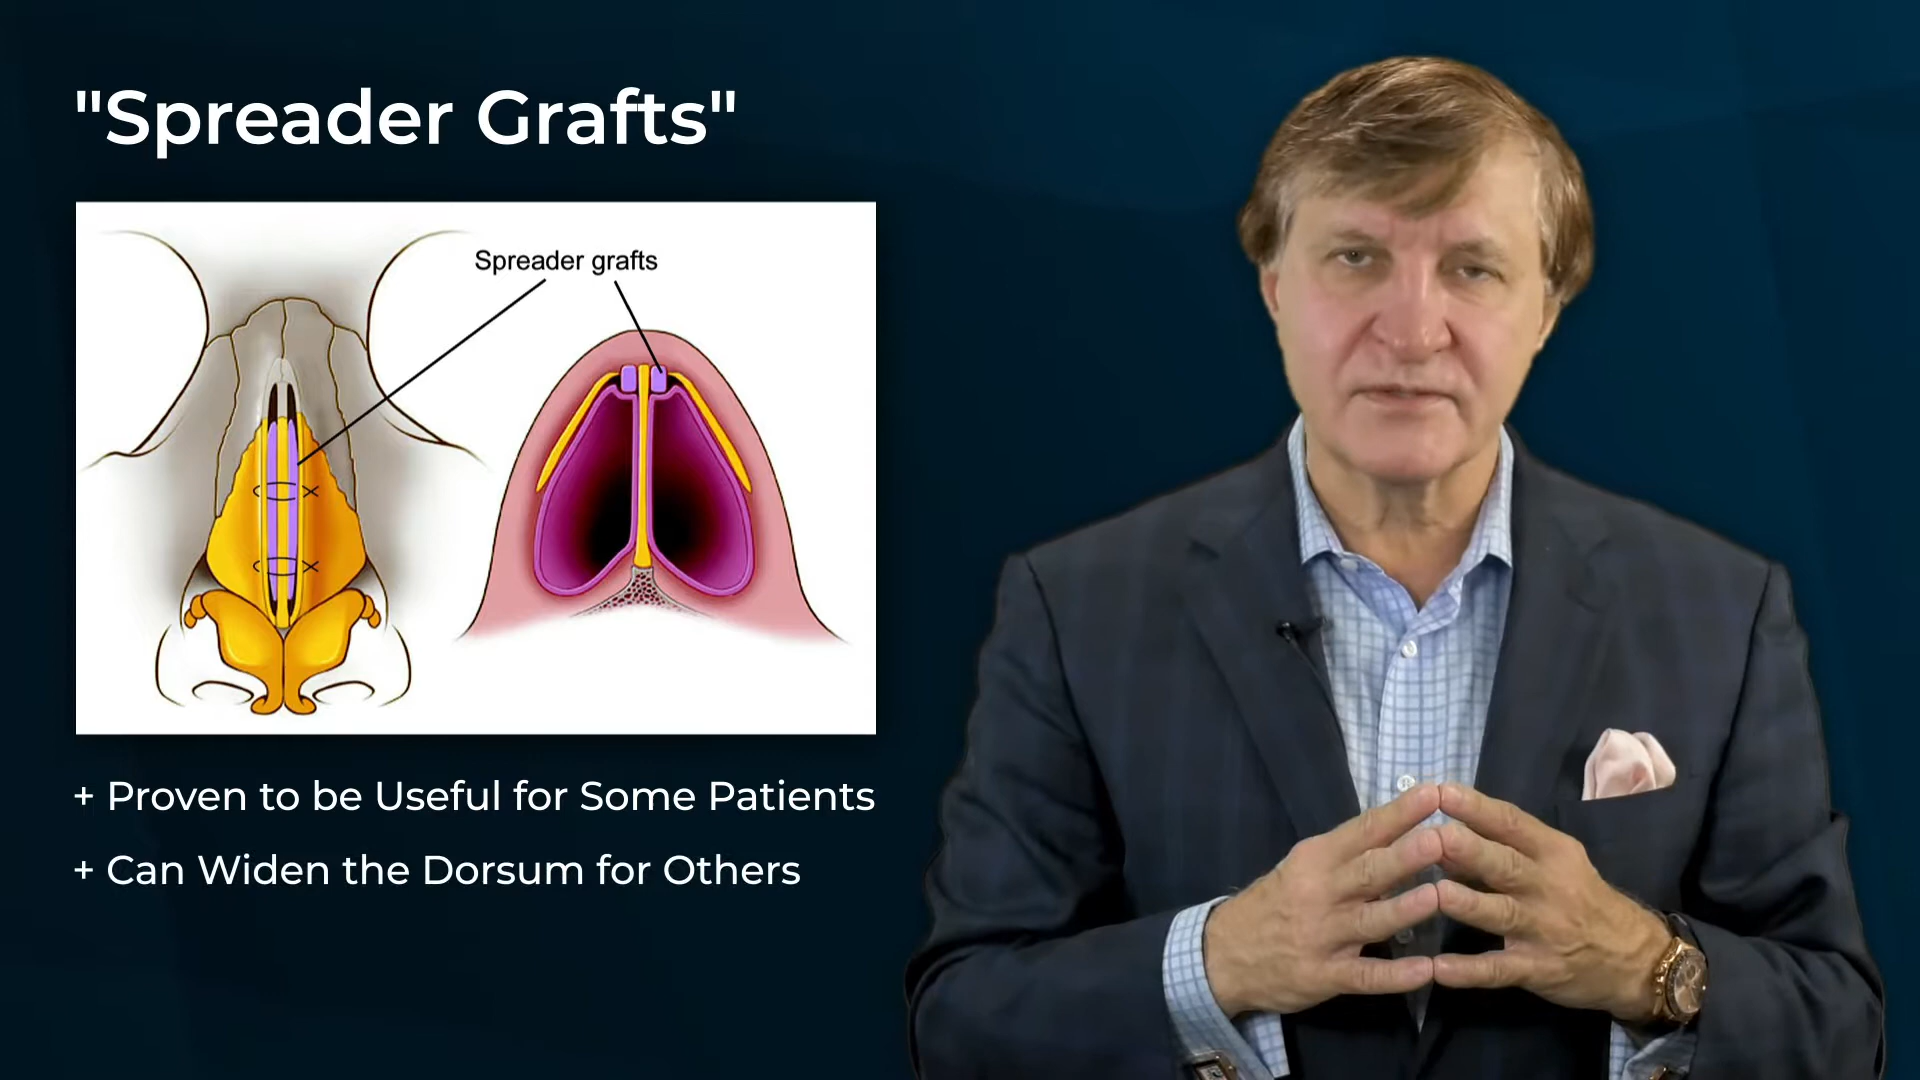 "Spreader Grafts"
Spreader grafts
+ Proven to be Useful for Some Patients
+ Can Widen the Dorsum for Others